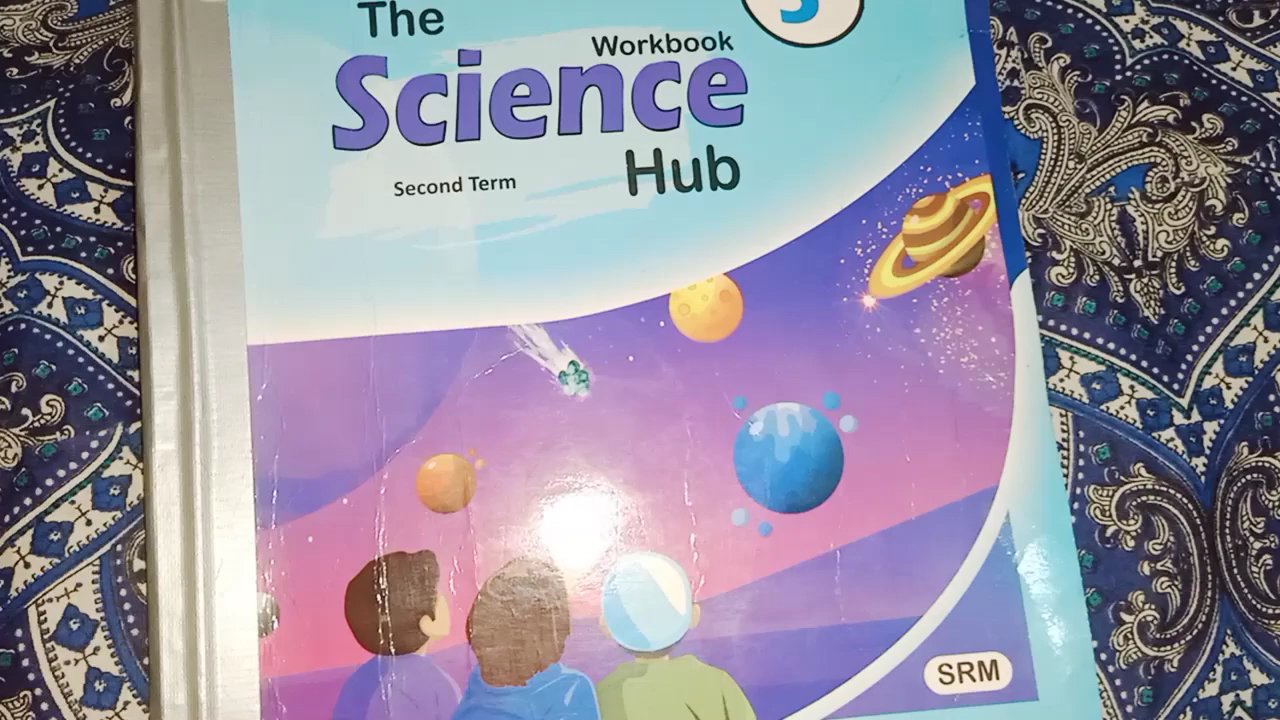 The
Workbook
Science
Hub
Second Term
SRM